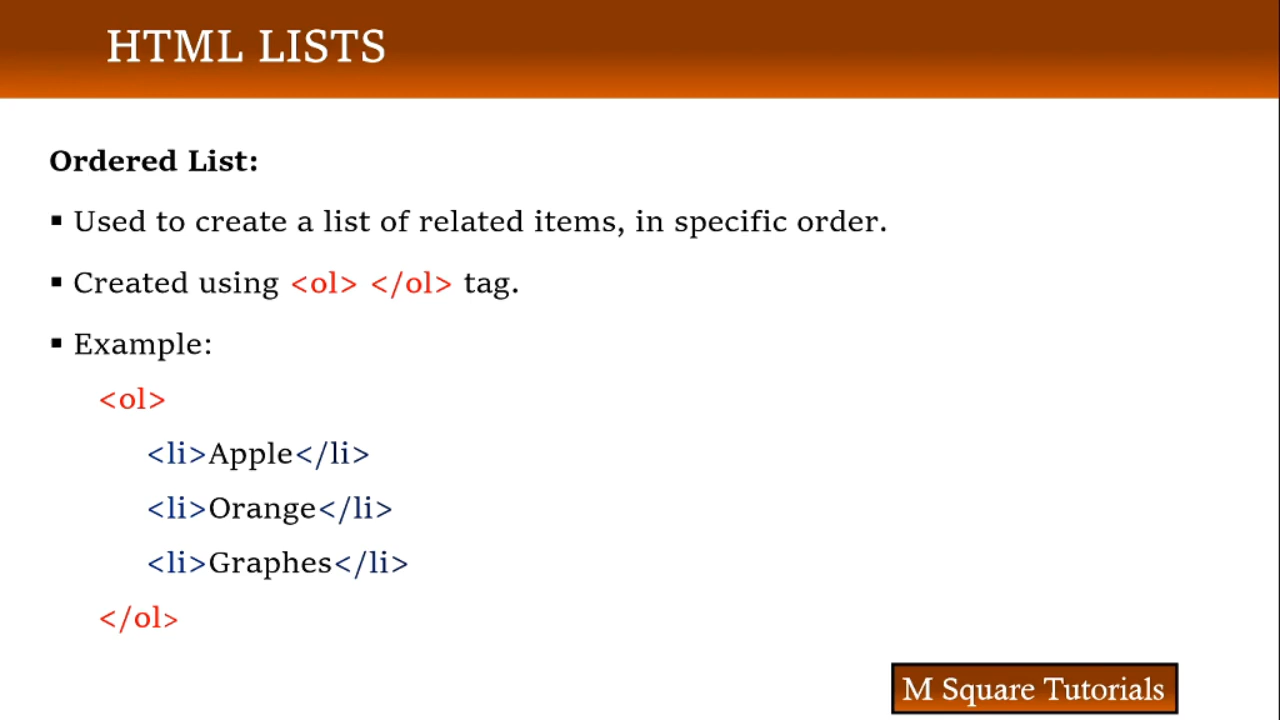 HTML LISTS
Ordered List:
▪ Used to create a list of related items, in specific order.
▪ Created using <ol> </ol> tag.
▪ Example:
<ol>
<li>Apple</li>
<li>Orange</li>
<li>Graphes</li>
</ol>
M Square Tutorials